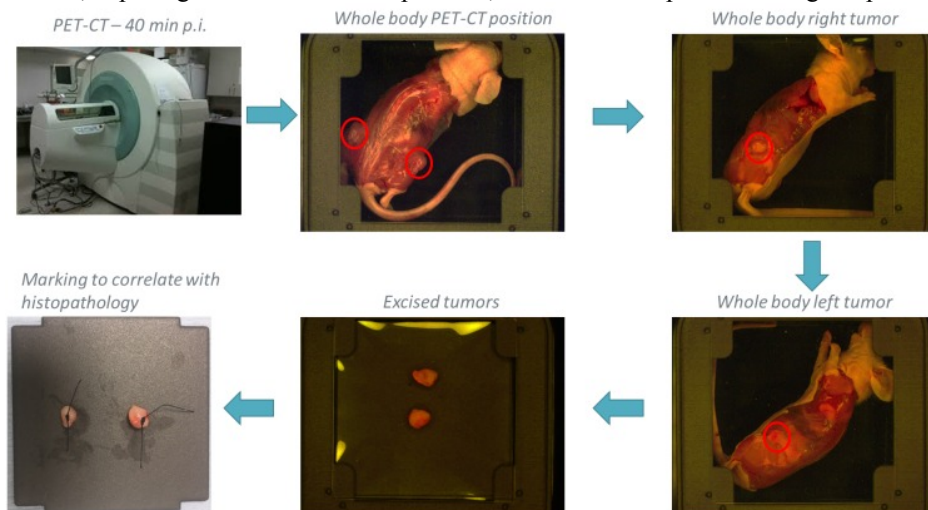 PET-CT – 40 min p.i.
Whole body PET-CT position
Whole body right tumor
Marking to correlate with
histopathology
Excised tumors
Whole body left tumor